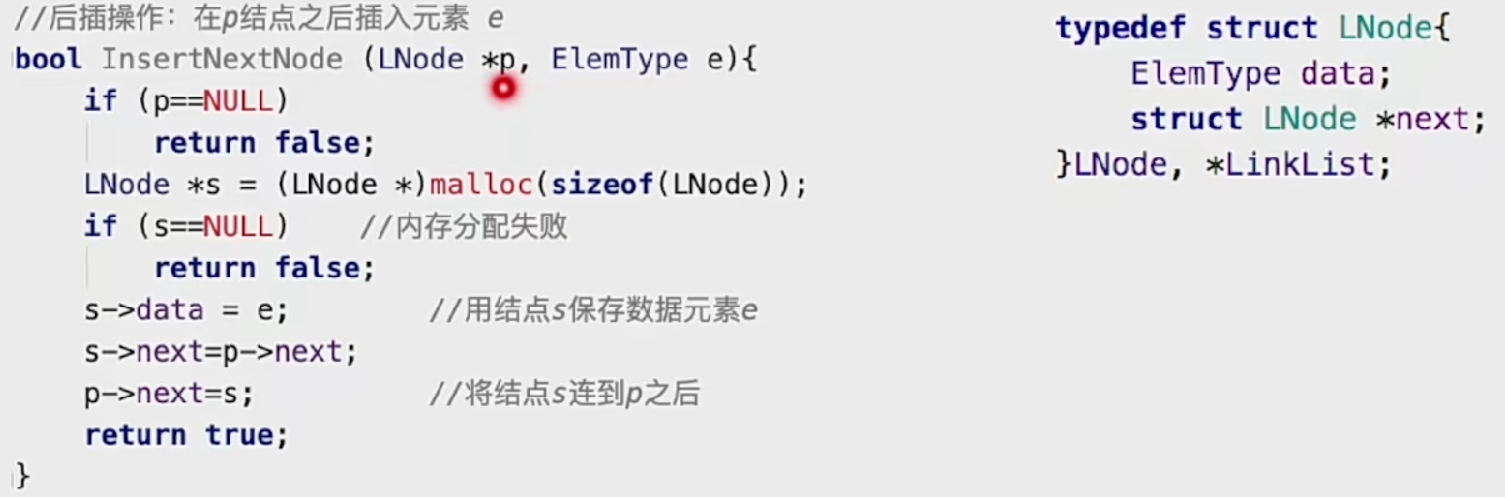 //后插操作：在p结点之后插入元素 e
bool InsertNextNode (LNode *p, ElemType e){
    if (p==NULL)
        return false;
    LNode *s = (LNode *)malloc(sizeof(LNode));
    if (s==NULL)    //内存分配失败
        return false;
    s->data = e;        //用结点s保存数据元素e
    s->next=p->next;
    p->next=s;          //将结点s连到p之后
    return true;
}
typedef struct LNode{
    ElemType data;
    struct LNode *next;
}LNode, *LinkList;